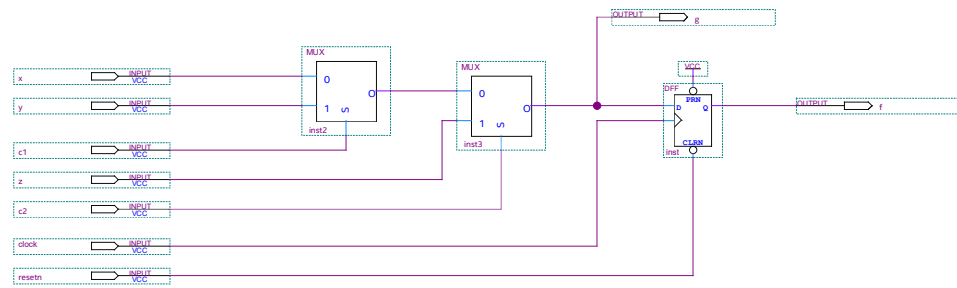 OUTPUT
g
MUX
MUX
VCC
x
INPUT
VCC
0
O
0
DFF
PRN
D
Q
OUTPUT
f
y
INPUT
VCC
1
S
1
S
O
inst2
inst3
CLRN
inst
c1
INPUT
VCC
z
INPUT
VCC
c2
INPUT
VCC
clock
INPUT
VCC
resetn
INPUT
VCC